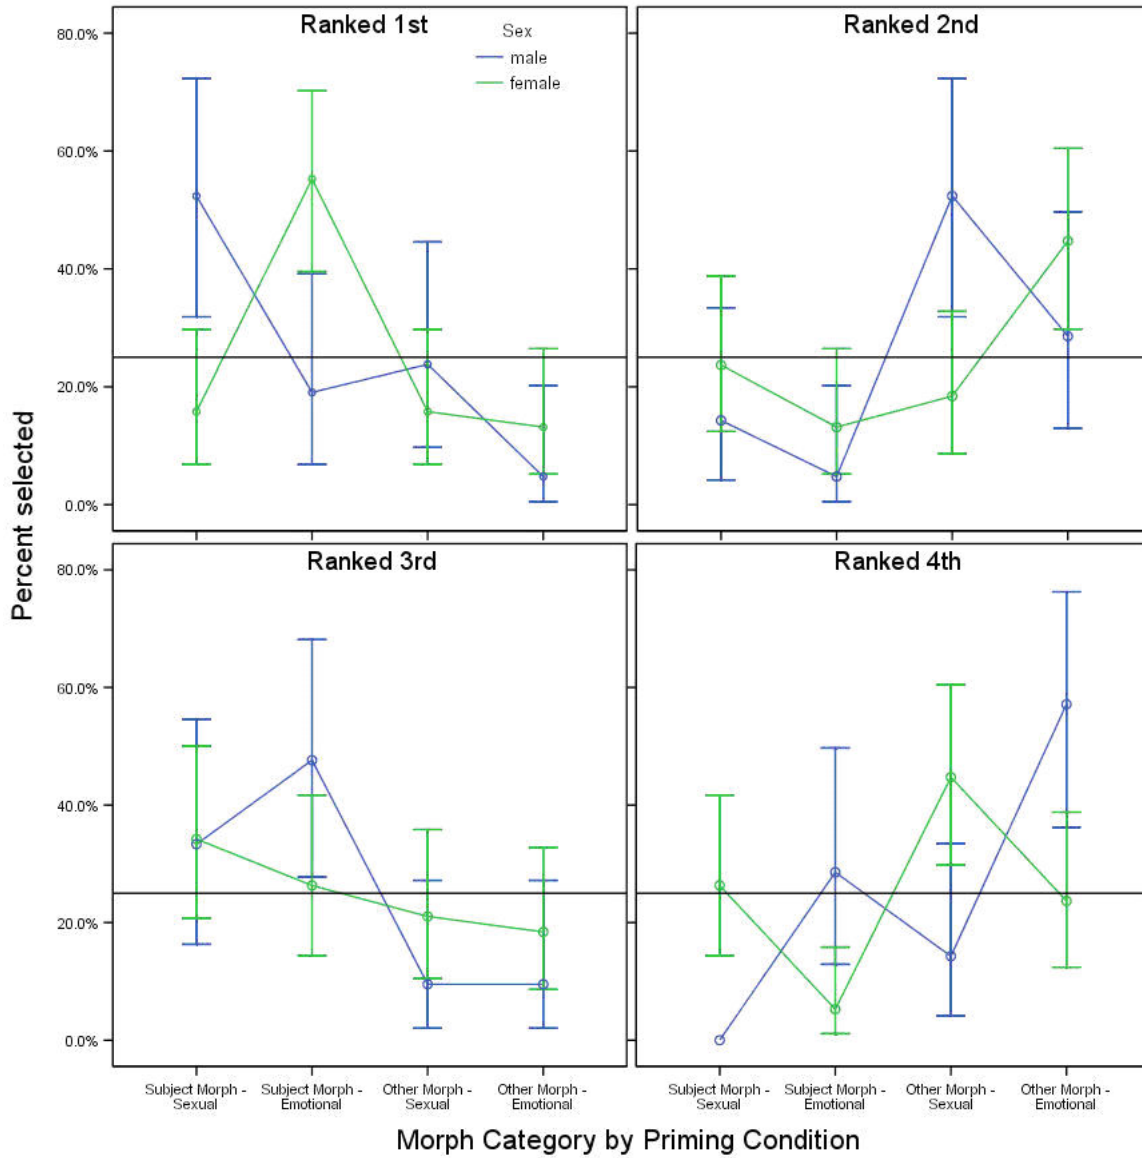 Ranked 1st
Ranked 2nd
Sex
male
female
80.0%
60.0%
40.0%
20.0%
0.0%
Percent selected
Ranked 3rd
Ranked 4th
80.0%
60.0%
40.0%
20.0%
0.0%
Subject Morph -
Sexual
Subject Morph -
Emotional
Other Morph -
Sexual
Other Morph -
Emotional
Subject Morph -
Sexual
Subject Morph -
Emotional
Other Morph -
Sexual
Other Morph -
Emotional
Morph Category by Priming Condition